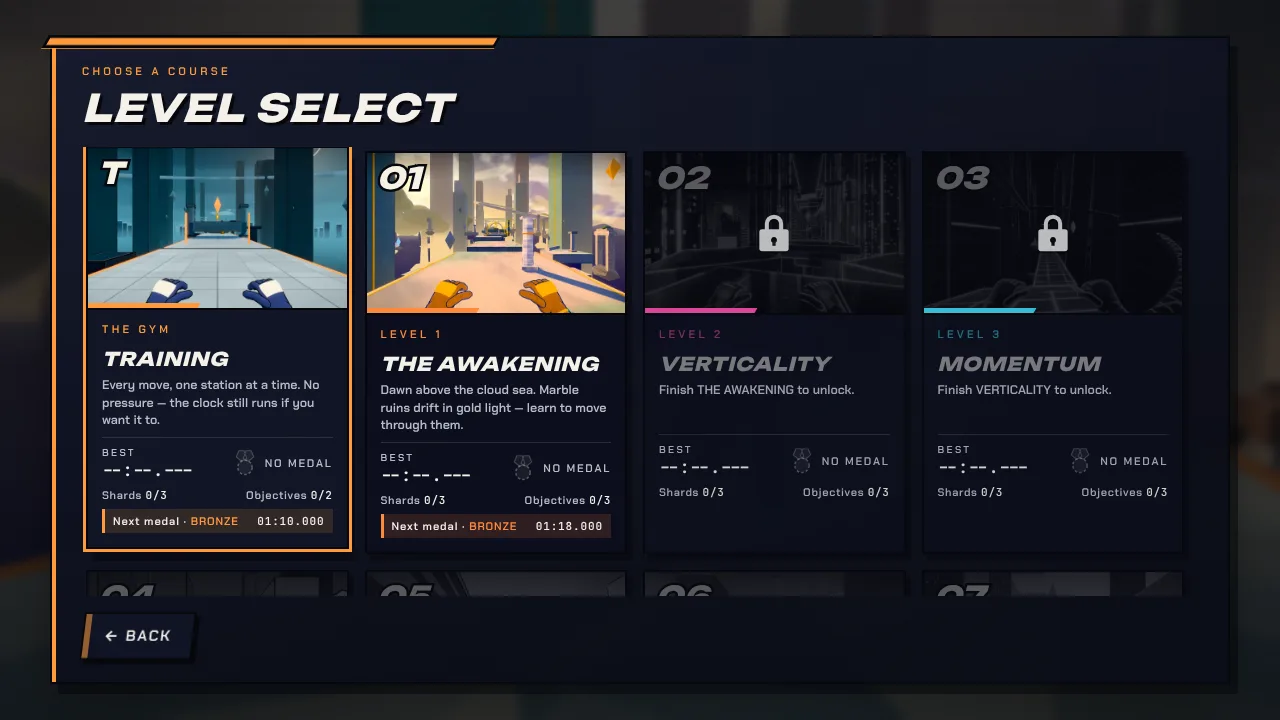 CHOOSE A COURSE
LEVEL SELECT
T
THE GYM
TRAINING
Every move, one station at a time. No
pressure — the clock still runs if you
want it to.
BEST
--:--.---
NO MEDAL
Shards 0/3
Objectives 0/2
Next medal · BRONZE
01:10.000
01
LEVEL 1
THE AWAKENING
Dawn above the cloud sea. Marble
ruins drift in gold light — learn to move
through them.
BEST
--:--.---
NO MEDAL
Shards 0/3
Objectives 0/3
Next medal · BRONZE
01:18.000
02
LEVEL 2
VERTICALITY
Finish THE AWAKENING to unlock.
BEST
--:--.---
NO MEDAL
Shards 0/3
Objectives 0/3
03
LEVEL 3
MOMENTUM
Finish VERTICALITY to unlock.
BEST
--:--.---
NO MEDAL
Shards 0/3
Objectives 0/3
04
05
06
07
← BACK